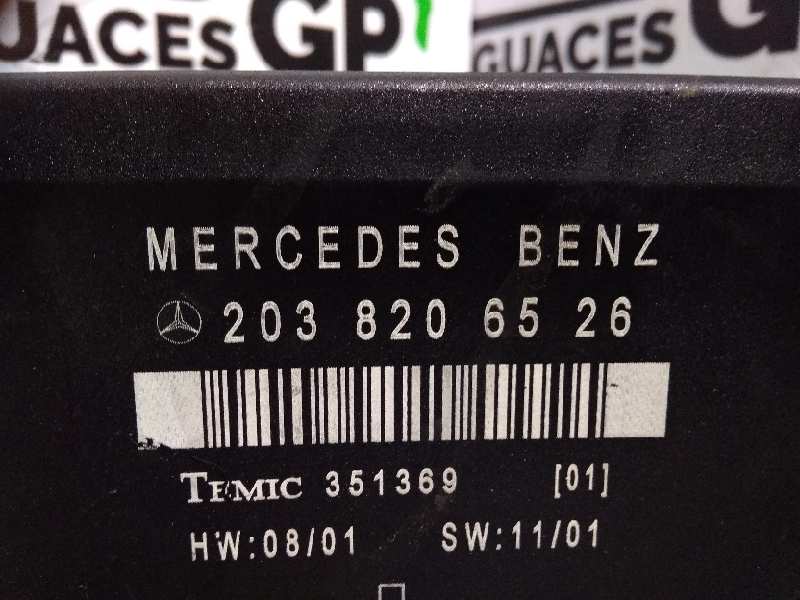 GUACES GP
GUACES G
MERCEDES BENZ
203 820 65 26
TEMIC 351369 [01]
HW:08/01 SW:11/01